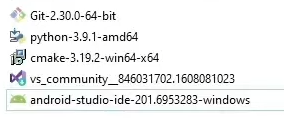 Git-2.30.0-64-bit
python-3.9.1-amd64
cmake-3.19.2-win64-x64
vs_community__846031702.1608081023
android-studio-ide-201.6953283-windows